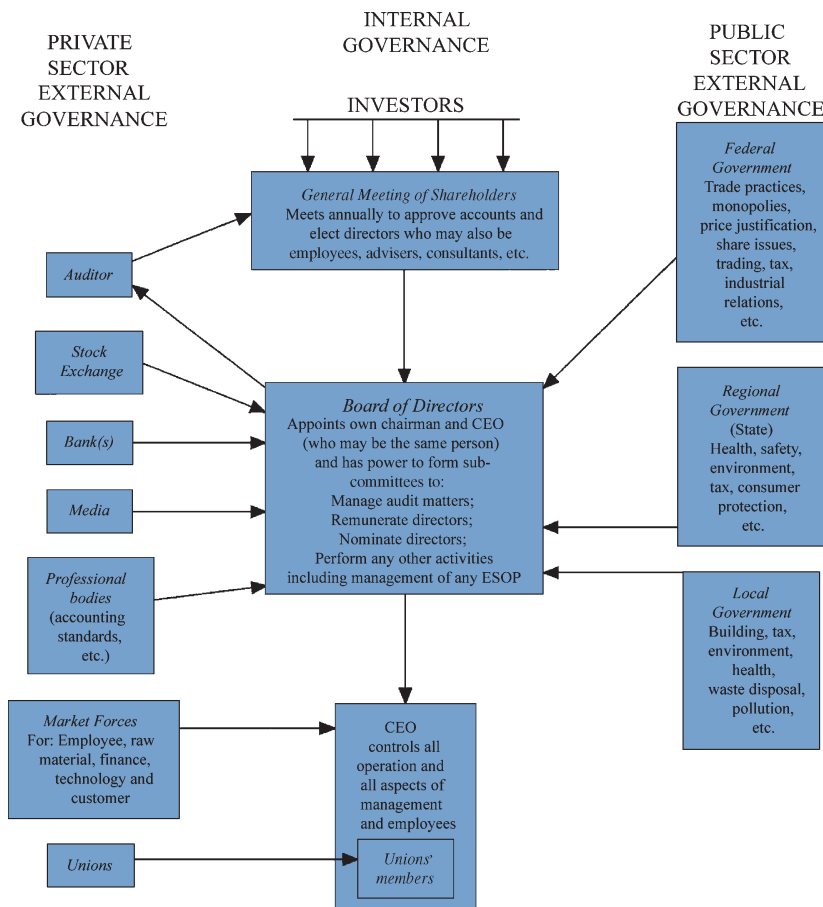 PRIVATE
SECTOR
EXTERNAL
GOVERNANCE
INTERNAL
GOVERNANCE
PUBLIC
SECTOR
EXTERNAL
GOVERNANCE
INVESTORS
General Meeting of Shareholders
Meets annually to approve accounts and
elect directors who may also be
employees, advisers, consultants, etc.
Auditor
Stock
Exchange
Bank(s)
Media
Professional
bodies
(accounting
standards,
etc.)
Market Forces
For: Employee, raw
material, finance,
technology and
customer
Unions
Board of Directors
Appoints own chairman and CEO
(who may be the same person)
and has power to form sub-
committees to:
Manage audit matters;
Remunerate directors;
Nominate directors;
Perform any other activities
including management of any ESOP
CEO
controls all
operation and
all aspects of
management
and employees
Unions'
members
Federal
Government
Trade practices,
monopolies,
price justification,
share issues,
trading, tax,
industrial
relations,
etc.
Regional
Government
(State)
Health, safety,
environment,
tax, consumer
protection,
etc.
Local
Government
Building, tax,
environment,
health,
waste disposal,
pollution,
etc.